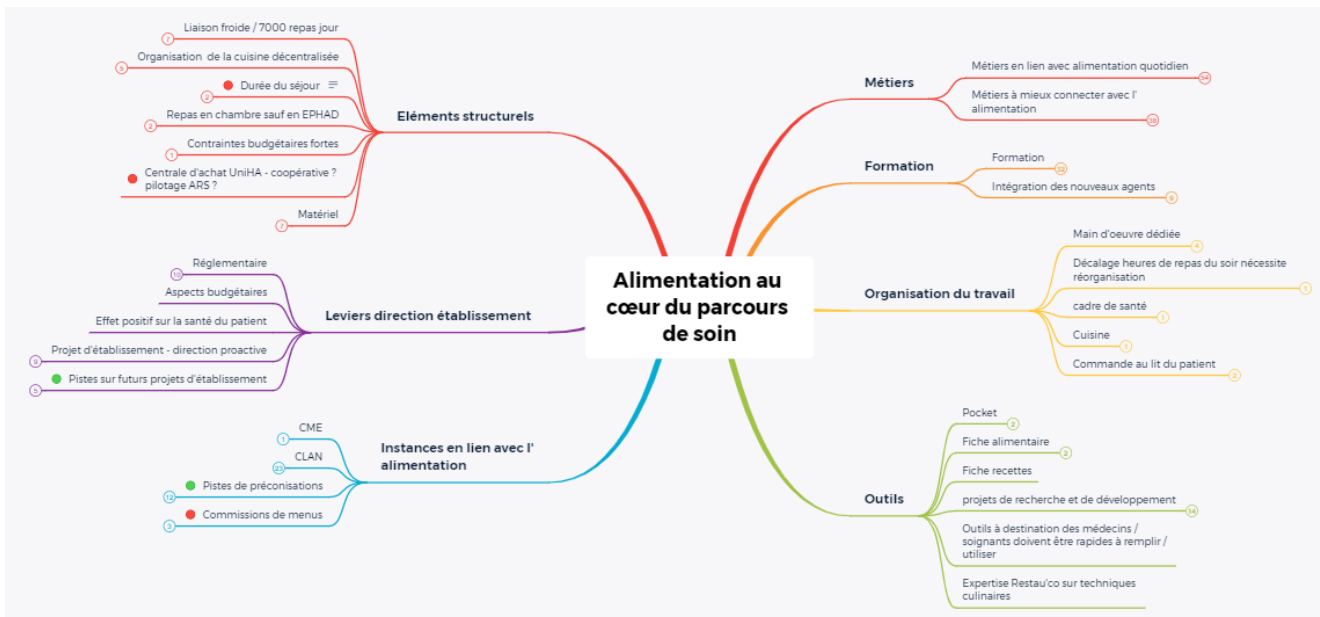 Alimentation au
cœur du parcours
de soin
Eléments structurels
Liaison froide / 7000 repas jour
7
Organisation de la cuisine décentralisée
5
Durée du séjour
2
Repas en chambre sauf en EPHAD
2
Contraintes budgétaires fortes
1
Centrale d'achat UniHA - coopérative ?
pilotage ARS ?
Matériel
7
Leviers direction établissement
Réglementaire
10
Aspects budgétaires
Effet positif sur la santé du patient
Projet d'établissement - direction proactive
9
Pistes sur futurs projets d'établissement
5
Instances en lien avec l'
alimentation
CME
1
CLAN
23
Pistes de préconisations
12
Commissions de menus
3
Métiers
Métiers en lien avec alimentation quotidien
54
Métiers à mieux connecter avec l'
alimentation
38
Formation
Formation
32
Intégration des nouveaux agents
9
Organisation du travail
Main d'oeuvre dédiée
4
Décalage heures de repas du soir nécessite
réorganisation
1
cadre de santé
1
Cuisine
1
Commande au lit du patient
2
Outils
Pocket
2
Fiche alimentaire
2
Fiche recettes
projets de recherche et de développement
14
Outils à destination des médecins /
soignants doivent être rapides à remplir /
utiliser
Expertise Restau'co sur techniques
culinaires